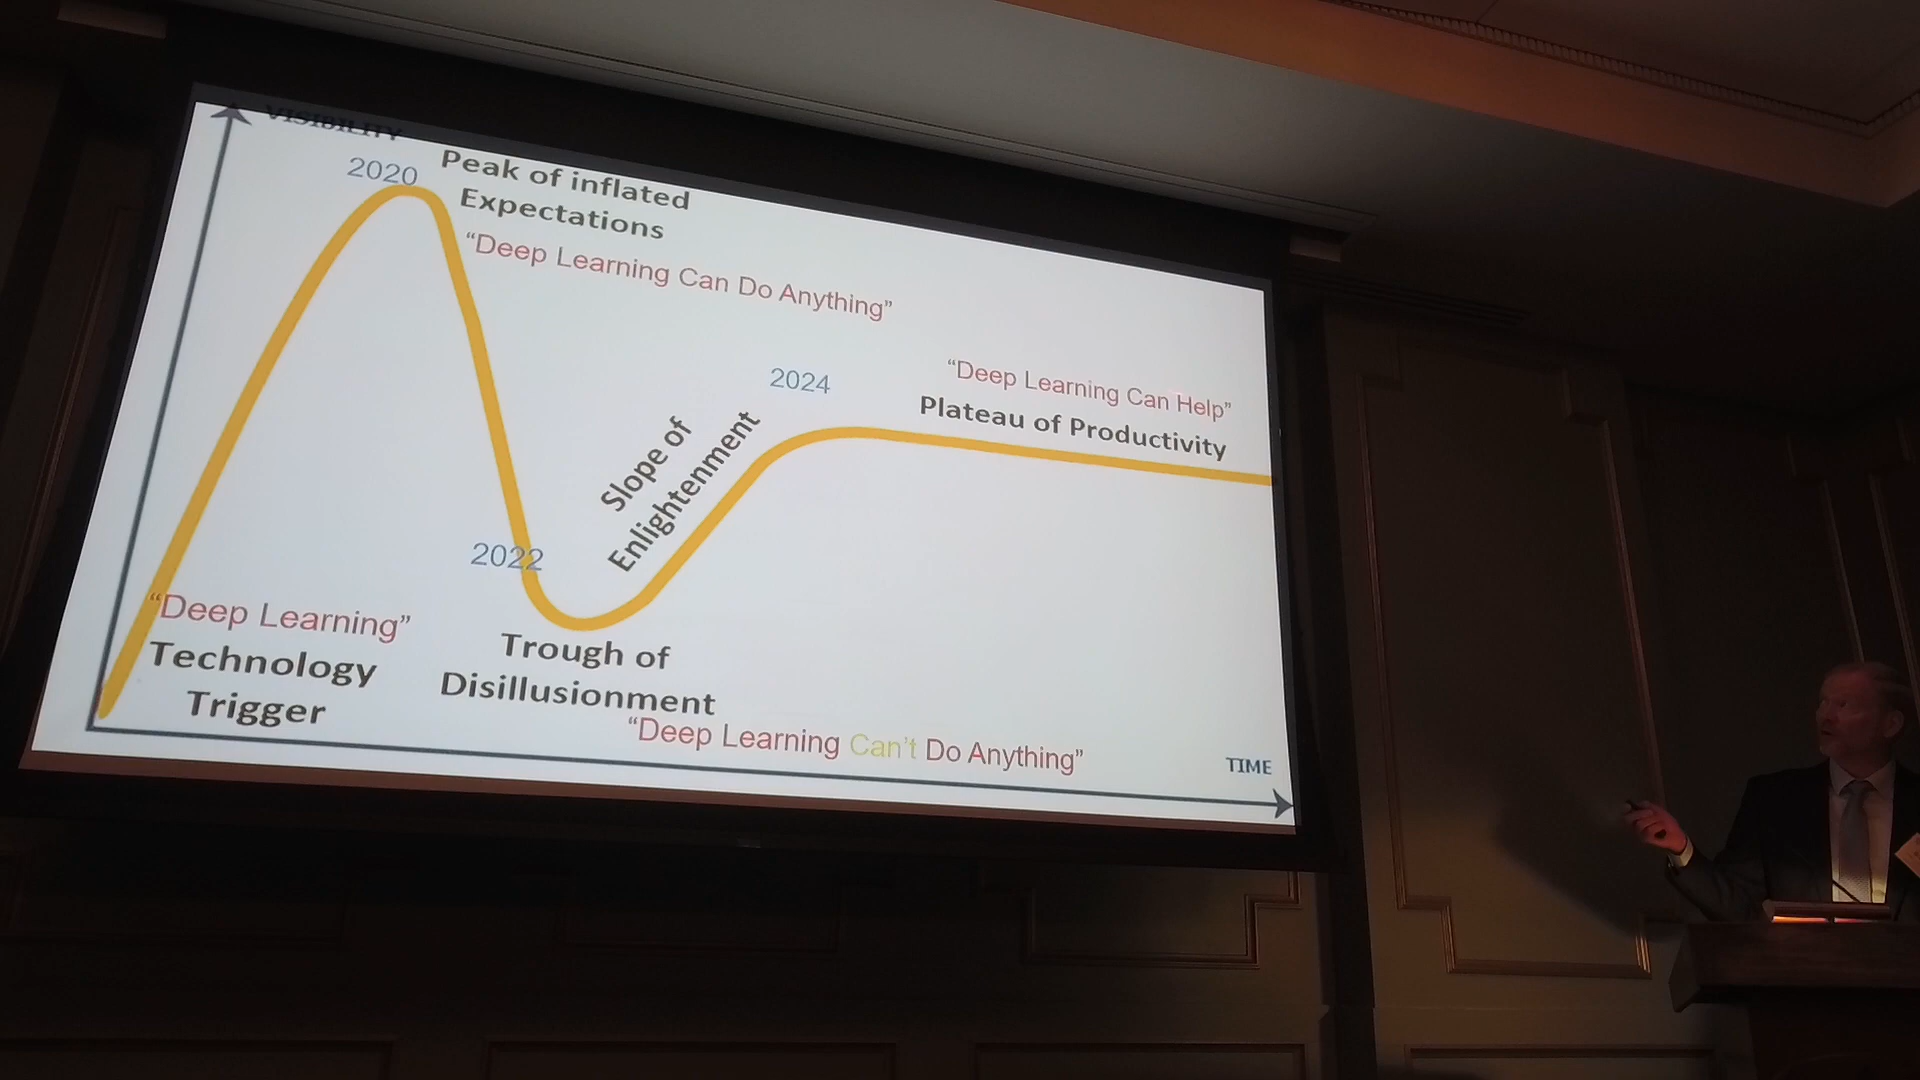 VISIBILITY
2020
Peak of inflated
Expectations
“Deep Learning Can Do Anything”
2024
“Deep Learning Can Help”
Plateau of Productivity
Slope of
Enlightenment
2022
“Deep Learning”
Technology
Trigger
Trough of
Disillusionment
“Deep Learning Can’t Do Anything”
TIME